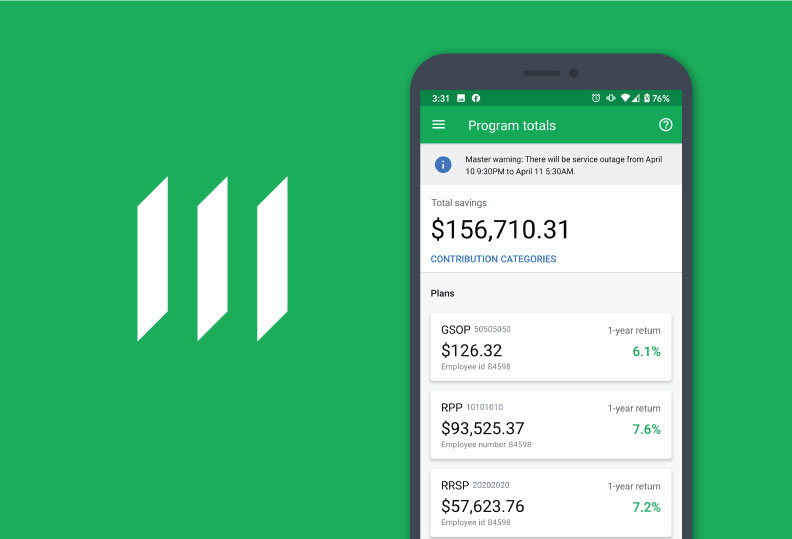 3:31 76%
Program totals
Master warning: There will be service outage from April
10 9:30PM to April 11 5:30AM.
Total savings
$156,710.31
CONTRIBUTION CATEGORIES
Plans
GSOP 50505050 1-year return
$126.32 6.1%
Employee id 84598
RPP 10101010 1-year return
$93,525.37 7.6%
Employee number 84598
RRSP 20202020 1-year return
$57,623.76 7.2%
Employee id 84598